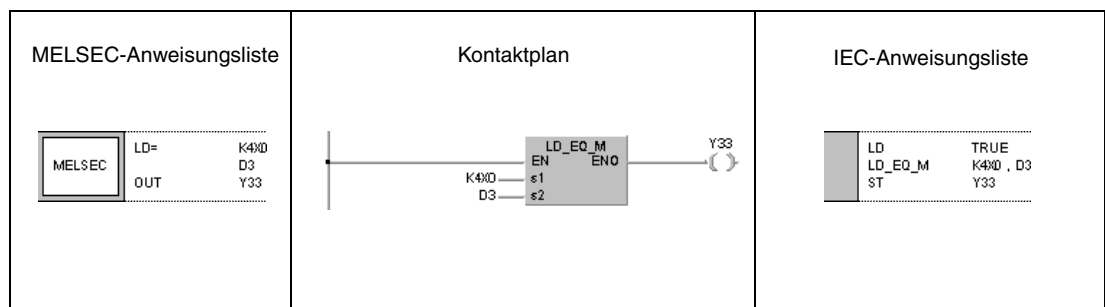 MELSEC-Anweisungsliste
Kontaktplan
IEC-Anweisungsliste
MELSEC
LD= K4X0
D3
OUT Y33
LD_EQ_M
EN ENO
K4X0 s1
D3 s2
Y33
LD TRUE
LD_EQ_M K4X0 , D3
ST Y33